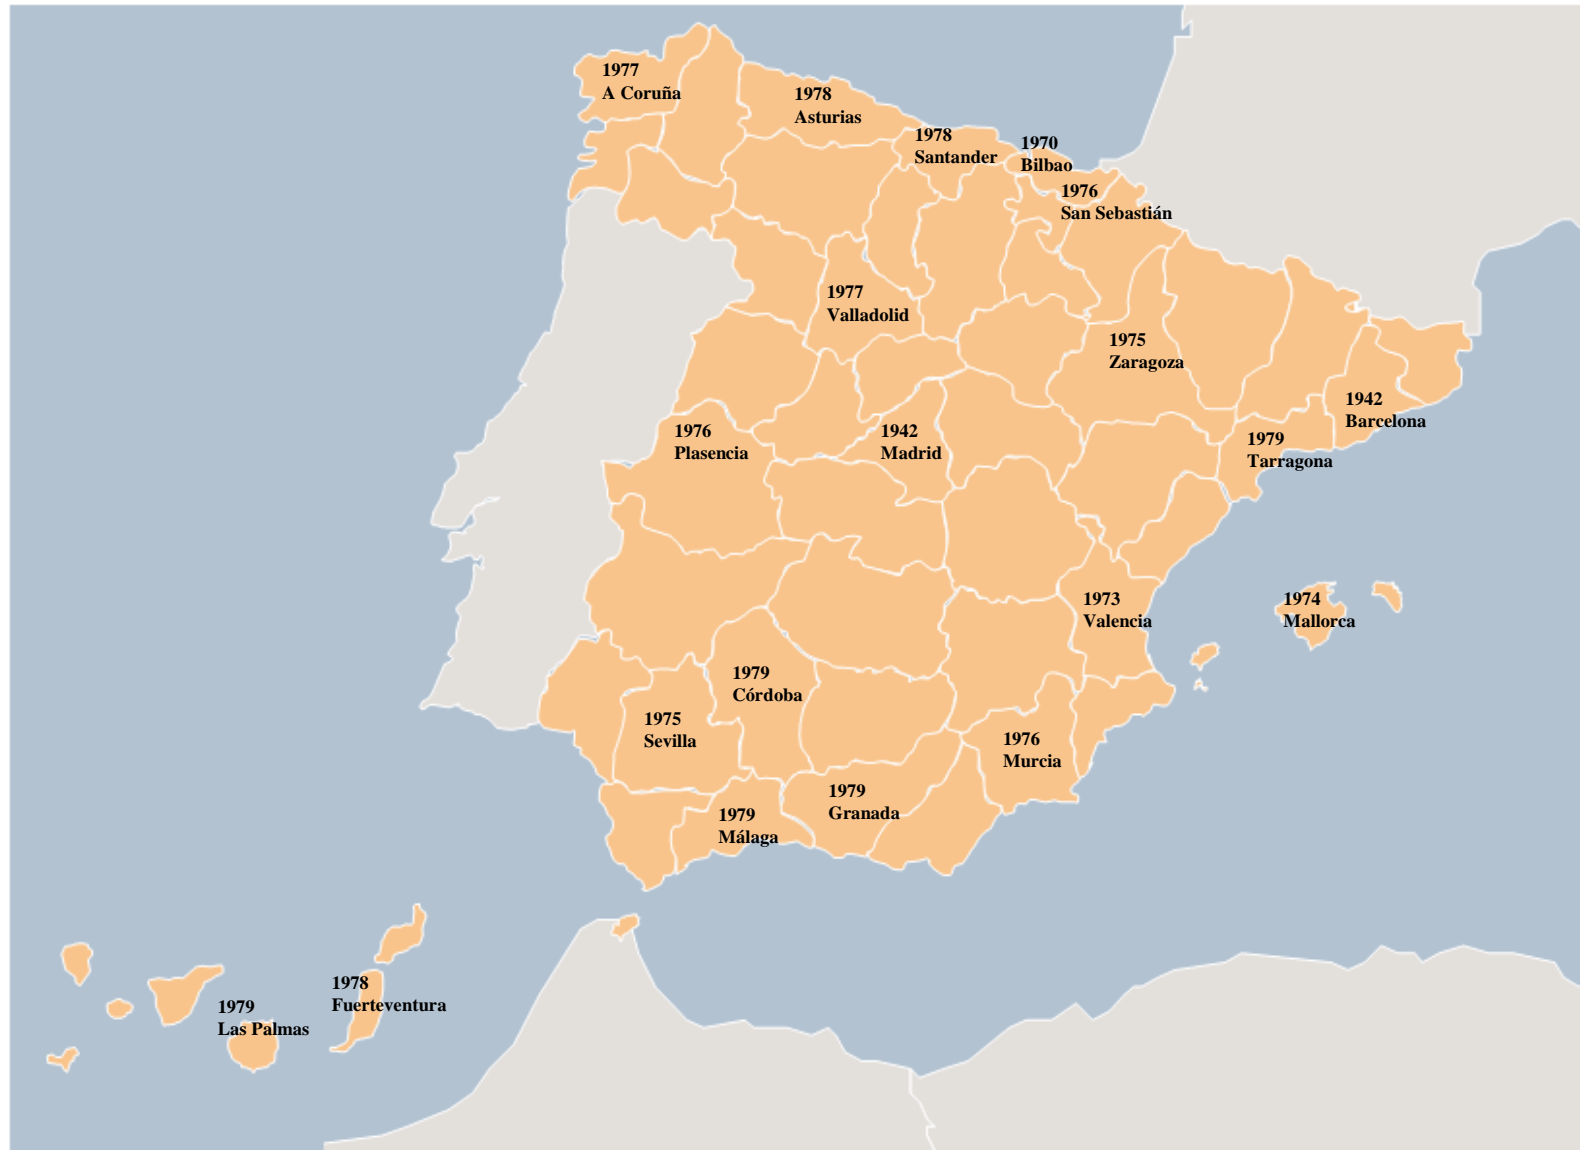 1977
A Coruña
1978
Asturias
1978
Santander
1970
Bilbao
1976
San Sebastián
1977
Valladolid
1975
Zaragoza
1942
Barcelona
1976
Plasencia
1942
Madrid
1979
Tarragona
1973
Valencia
1974
Mallorca
1979
Córdoba
1975
Sevilla
1976
Murcia
1979
Granada
1979
Málaga
1978
Fuerteventura
1979
Las Palmas